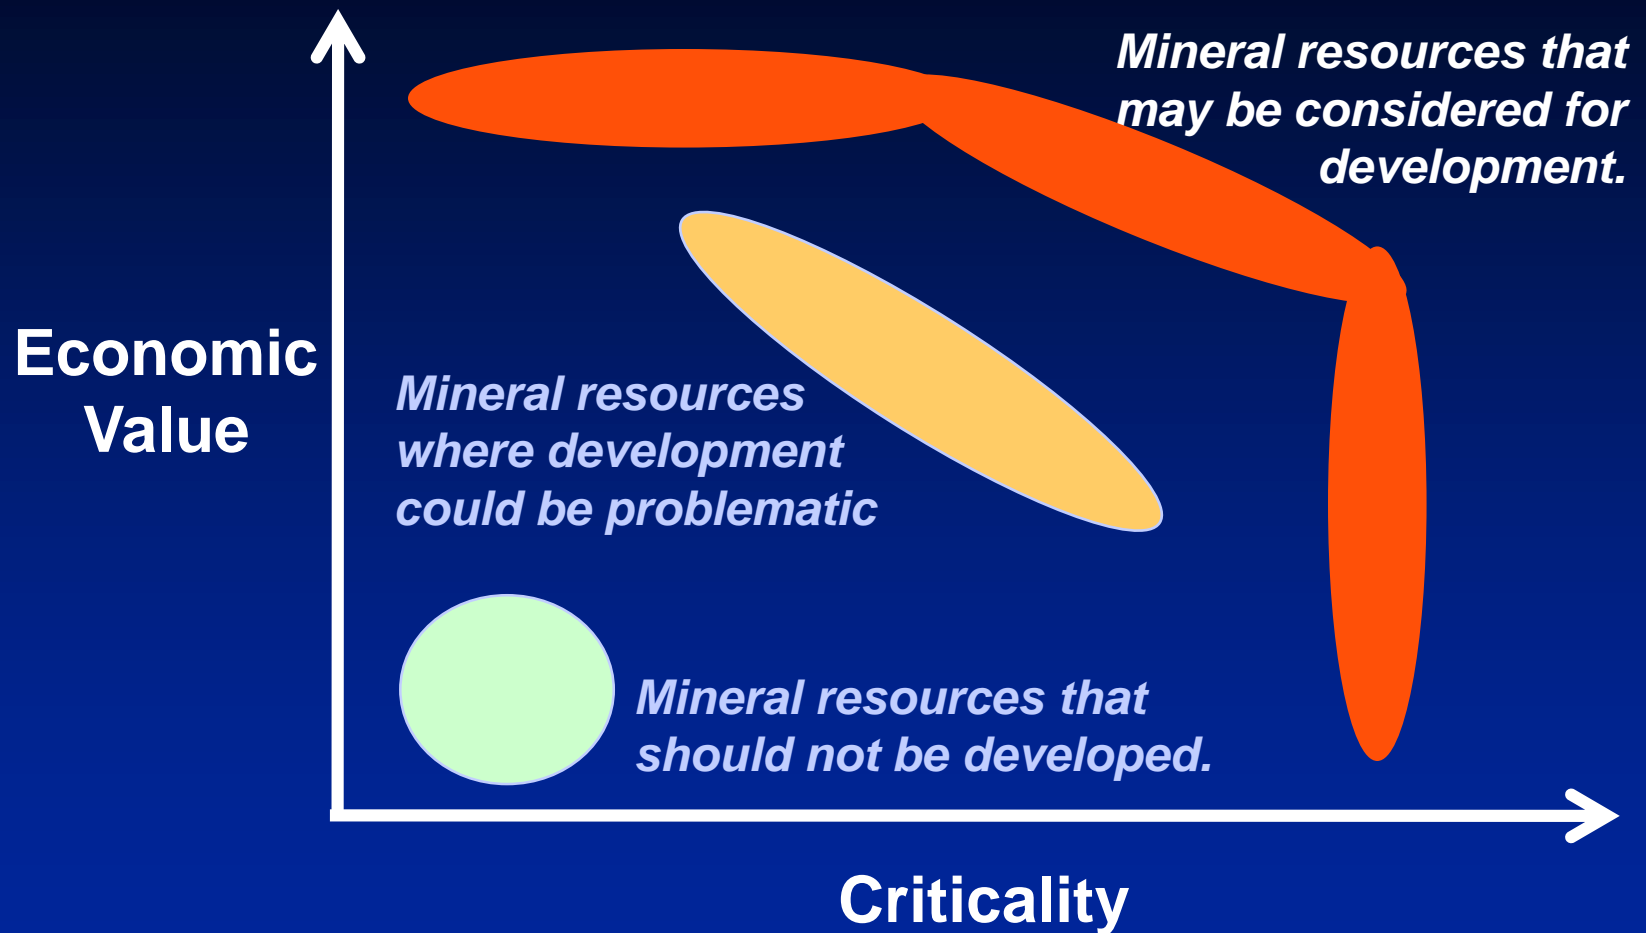 Mineral resources that
may be considered for
development.
Economic
Value
Mineral resources
where development
could be problematic
Mineral resources that
should not be developed.
Criticality